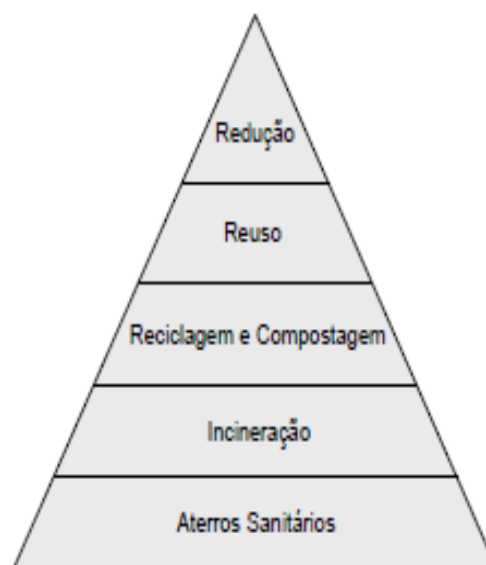 Redução
Reuso
Reciclagem e Compostagem
Incineração
Aterros Sanitários